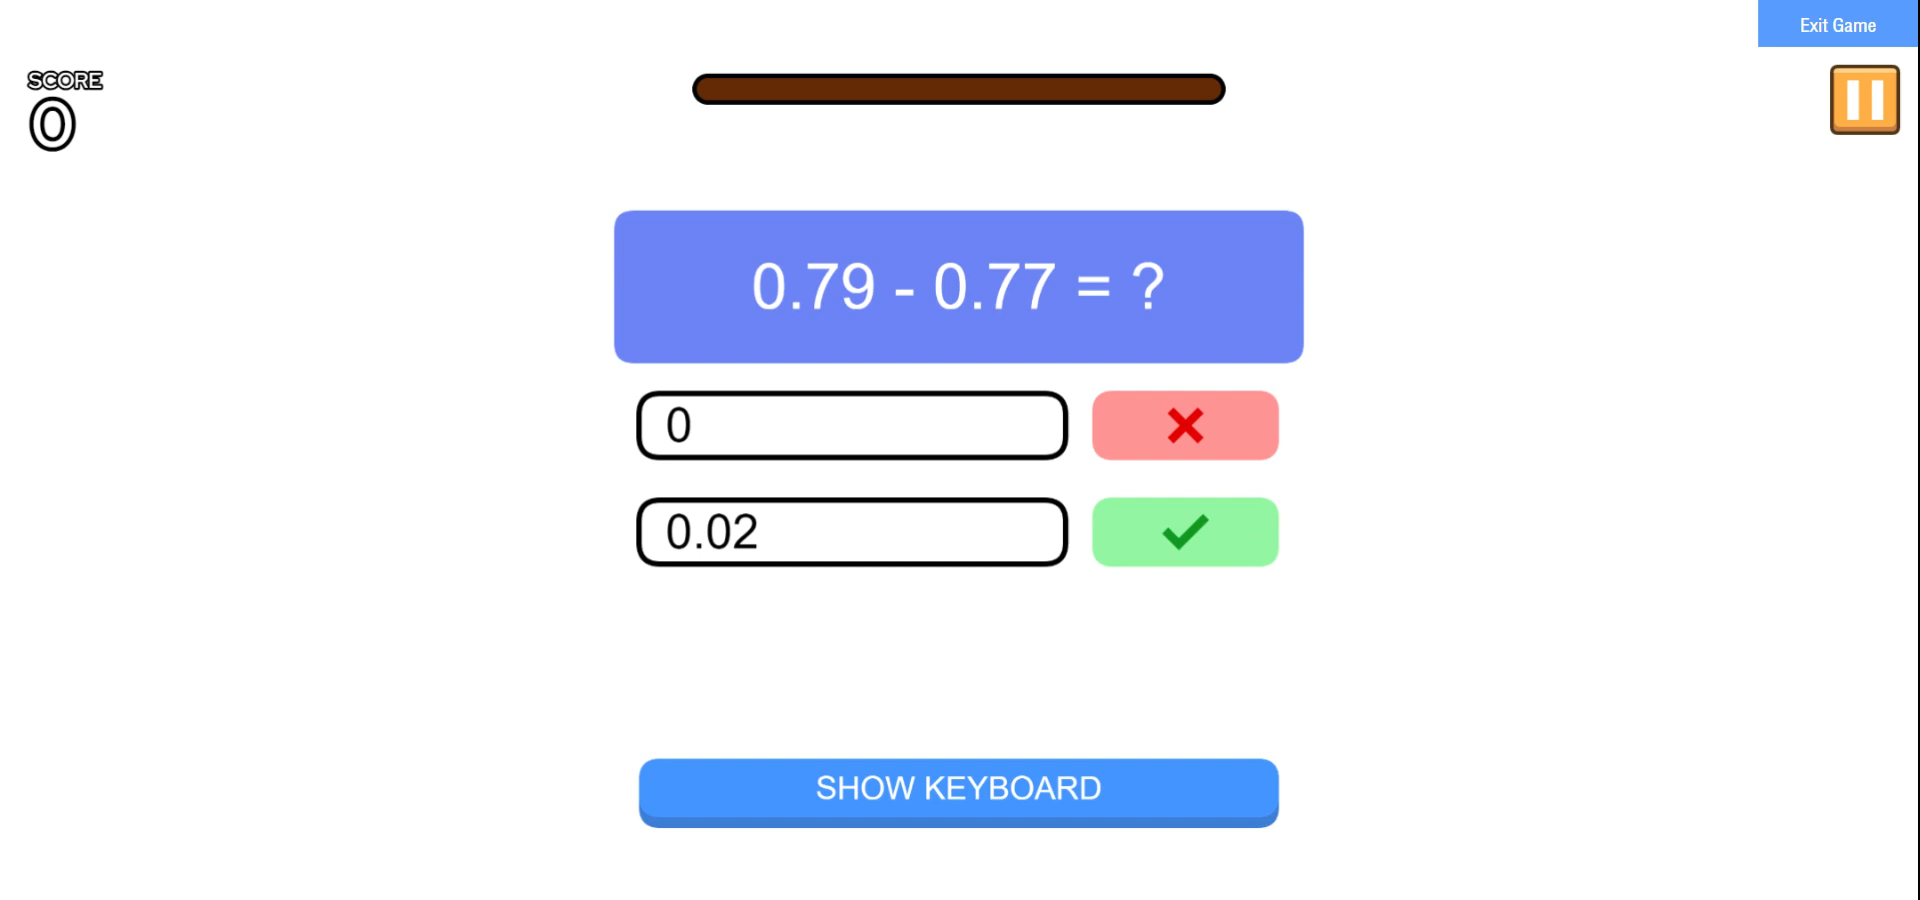 Exit Game
SCORE
0
0.79 - 0.77 = ?
0
0.02
SHOW KEYBOARD